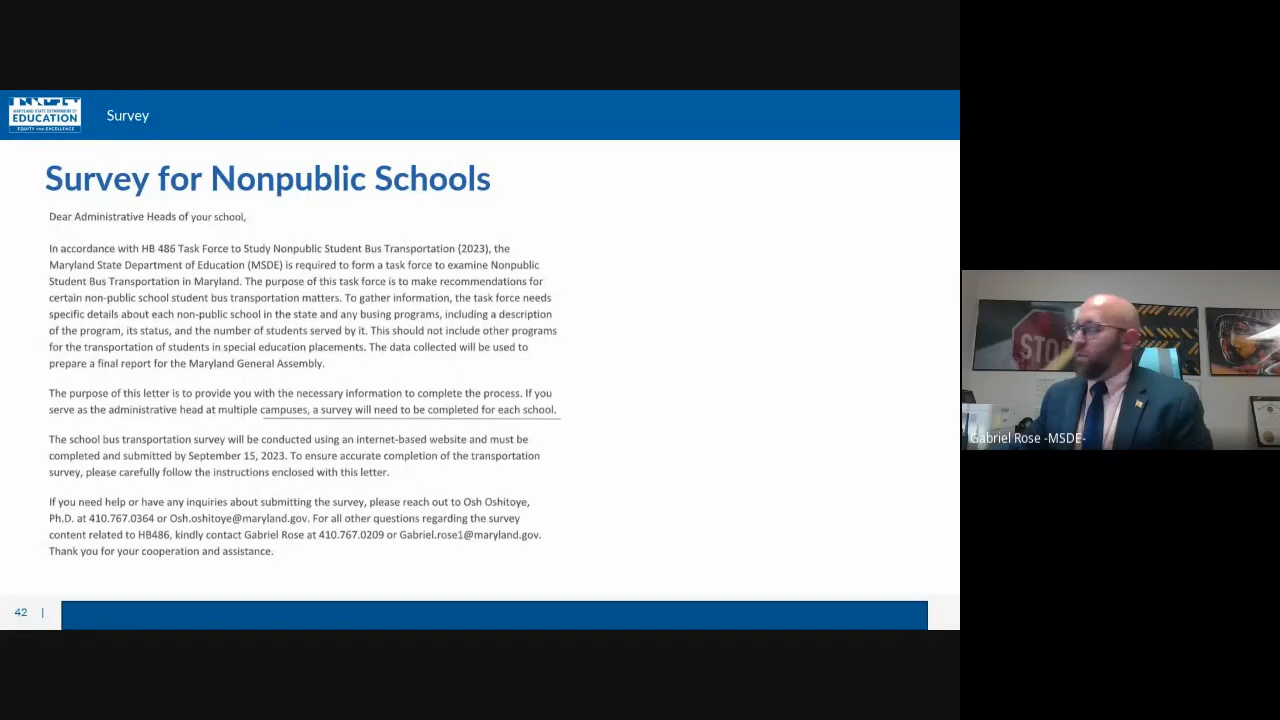 MARYLAND STATE DEPARTMENT OF
EDUCATION
EQUITY AND EXCELLENCE
Survey
Survey for Nonpublic Schools
Dear Administrative Heads of your school,
In accordance with HB 486 Task Force to Study Nonpublic Student Bus Transportation (2023), the
Maryland State Department of Education (MSDE) is required to form a task force to examine Nonpublic
Student Bus Transportation in Maryland. The purpose of this task force is to make recommendations for
certain non-public school student bus transportation matters. To gather information, the task force needs
specific details about each non-public school in the state and any busing programs, including a description
of the program, its status, and the number of students served by it. This should not include other programs
for the transportation of students in special education placements. The data collected will be used to
prepare a final report for the Maryland General Assembly.
The purpose of this letter is to provide you with the necessary information to complete the process. If you
serve as the administrative head at multiple campuses, a survey will need to be completed for each school.
The school bus transportation survey will be conducted using an internet-based website and must be
completed and submitted by September 15, 2023. To ensure accurate completion of the transportation
survey, please carefully follow the instructions enclosed with this letter.
If you need help or have any inquiries about submitting the survey, please reach out to Osh Oshitoye,
Ph.D. at 410.767.0364 or Osh.oshitoye@maryland.gov. For all other questions regarding the survey
content related to HB486, kindly contact Gabriel Rose at 410.767.0209 or Gabriel.rose1@maryland.gov.
Thank you for your cooperation and assistance.
42 |
STO
Gabriel Rose -MSDE-